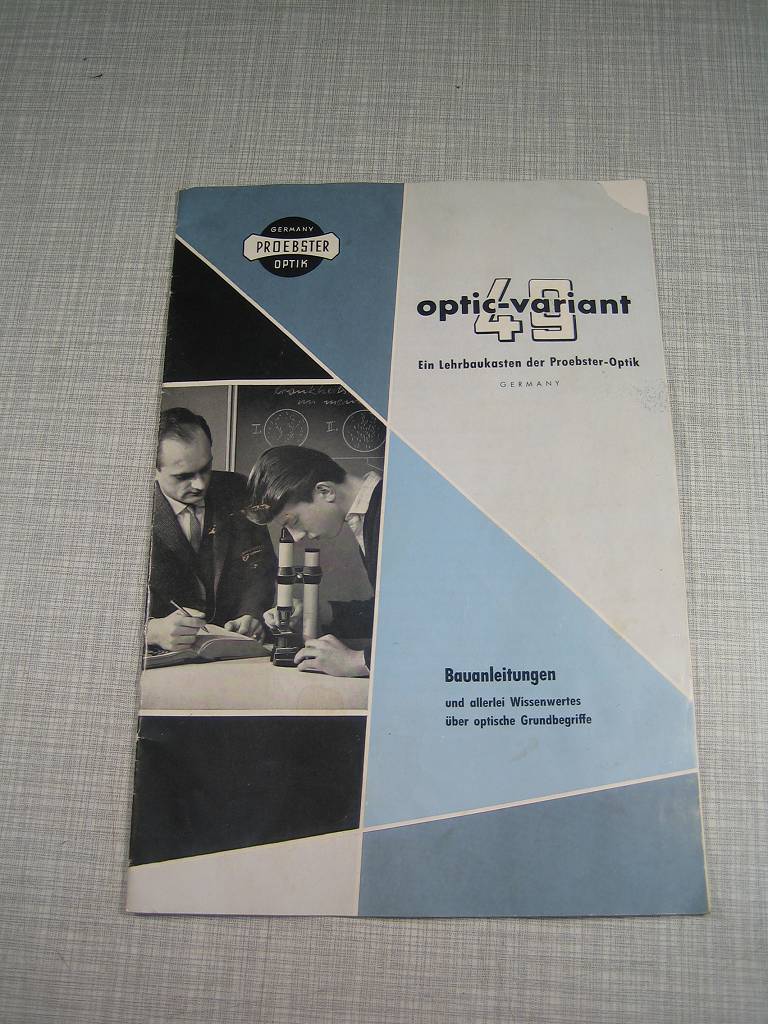 GERMANY
PROEBSTER
OPTIK
optic-variant
49
Ein Lehrbaukasten der Proebster-Optik
GERMANY
I.
II.
Bauanleitungen
und allerlei Wissenwertes
über optische Grundbegriffe